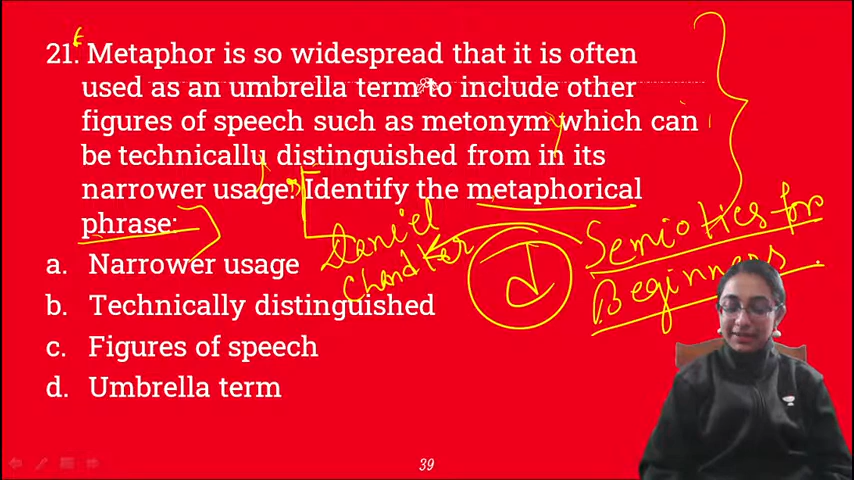 21. Metaphor is so widespread that it is often
used as an umbrella term to include other
figures of speech such as metonymy which can
be technically distinguished from in its
narrower usage. Identify the metaphorical
phrase:
a. Narrower usage
b. Technically distinguished
c. Figures of speech
d. Umbrella term
Daniel
Chandler
d
Semiotics for
Beginners.
39